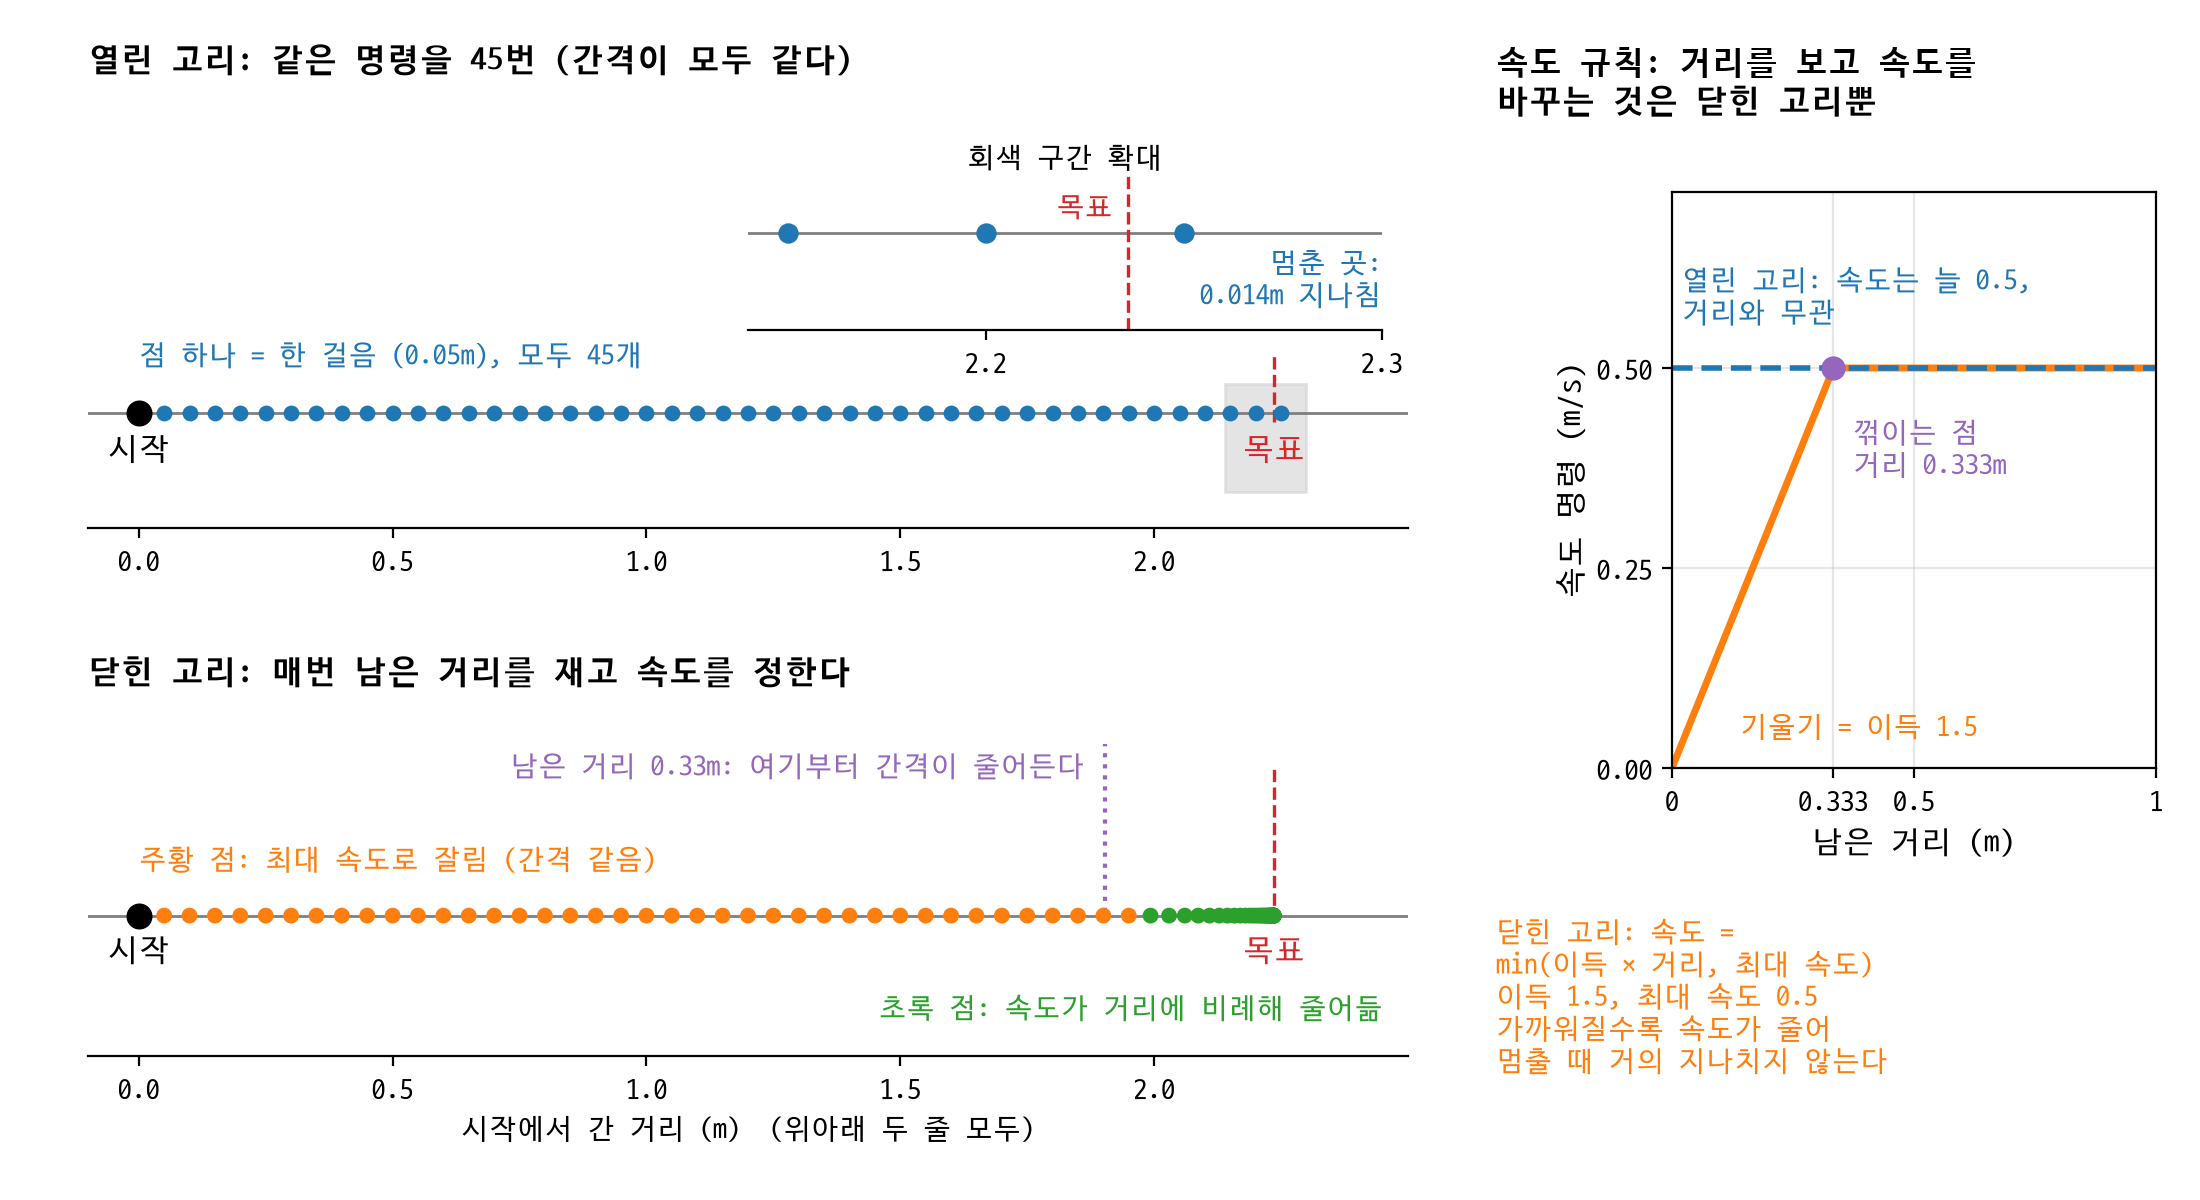 열린 고리: 같은 명령을 45번 (간격이 모두 같다)
회색 구간 확대
목표
멈춘 곳:
0.014m 지나침
2.2 2.3
점 하나 = 한 걸음 (0.05m), 모두 45개
시작
목표
0.0 0.5 1.0 1.5 2.0
닫힌 고리: 매번 남은 거리를 재고 속도를 정한다
남은 거리 0.33m: 여기부터 간격이 줄어든다
주황 점: 최대 속도로 잘림 (간격 같음)
시작
목표
초록 점: 속도가 거리에 비례해 줄어듦
0.0 0.5 1.0 1.5 2.0
시작에서 간 거리 (m) (위아래 두 줄 모두)
속도 규칙: 거리를 보고 속도를
바꾸는 것은 닫힌 고리뿐
열린 고리: 속도는 늘 0.5,
거리와 무관
꺾이는 점
거리 0.333m
기울기 = 이득 1.5
속도 명령 (m/s)
0.50
0.25
0.00
0 0.333 0.5 1
남은 거리 (m)
닫힌 고리: 속도 =
min(이득 × 거리, 최대 속도)
이득 1.5, 최대 속도 0.5
가까워질수록 속도가 줄어
멈출 때 거의 지나치지 않는다